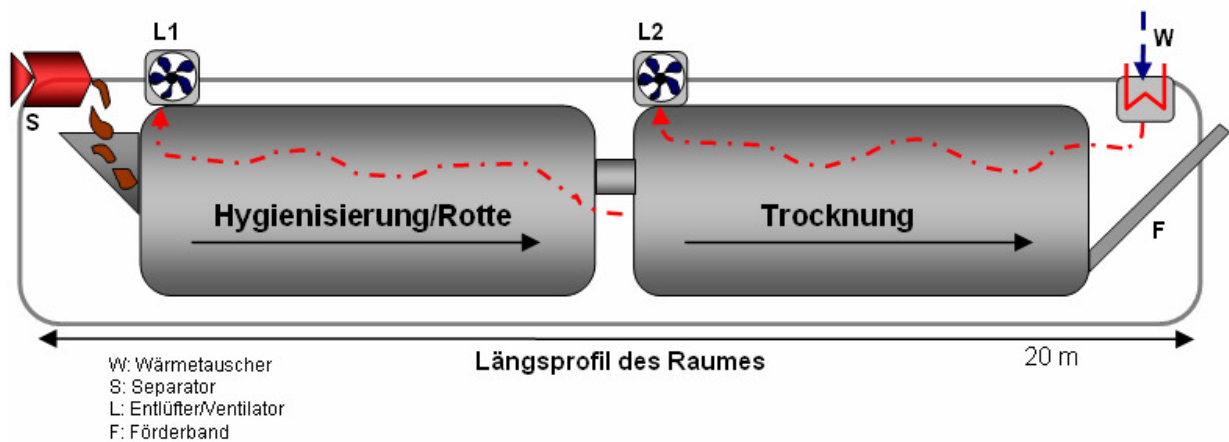 L1
L2
W
S
Hygienisierung/Rotte
Trocknung
F
Längsprofil des Raumes
20 m
W: Wärmetauscher
S: Separator
L: Entlüfter/Ventilator
F: Förderband